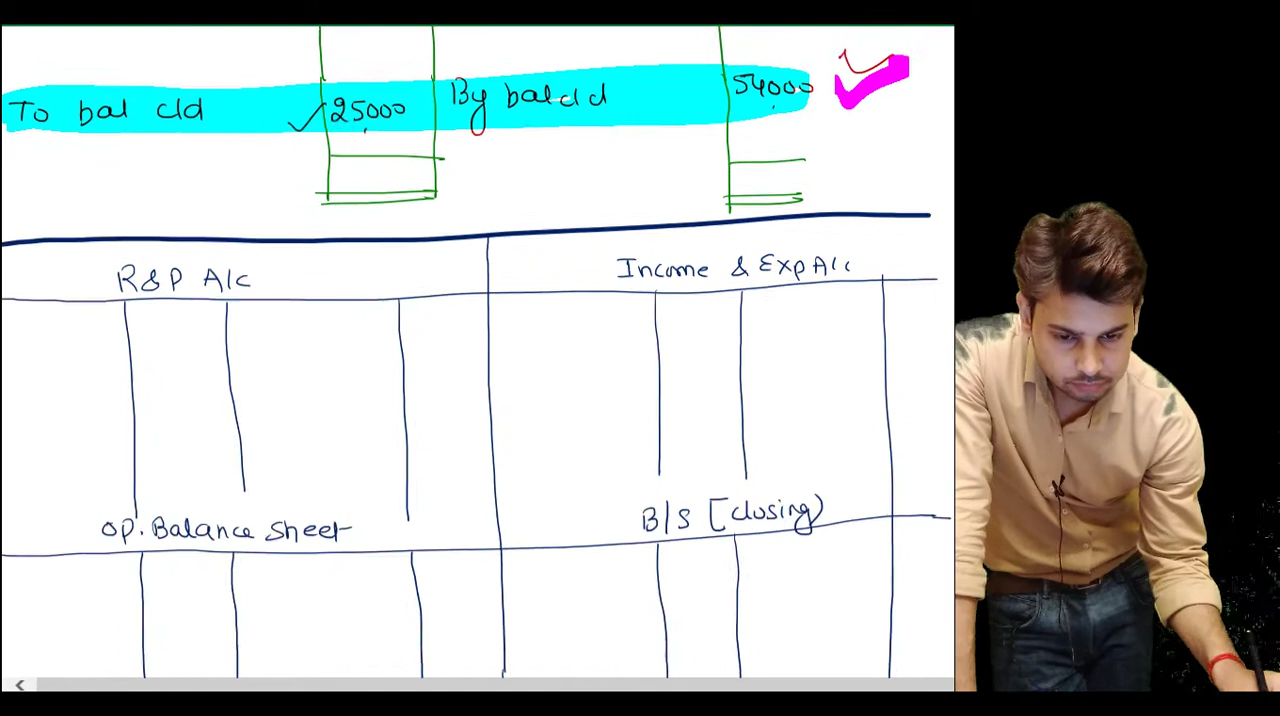 To bal c/d 25000 By bal c/d 54000
R&P A/c Income & Exp A/c
OP. Balance Sheet B/S [closing)